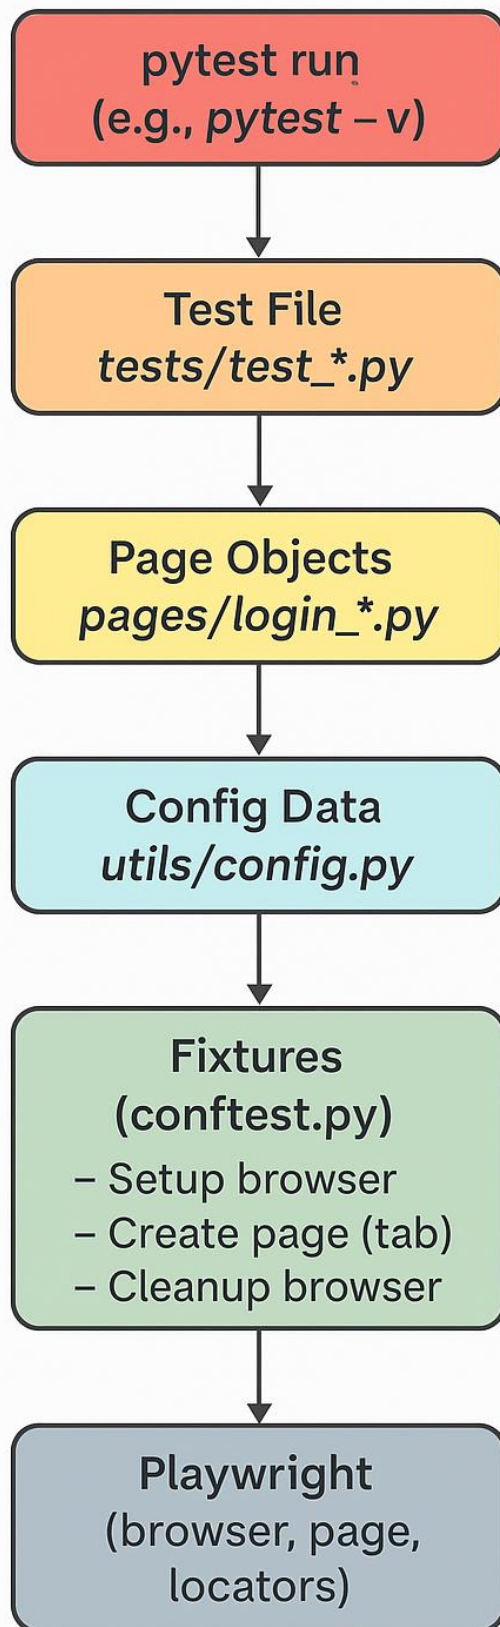 pytest run
(e.g., pytest – v)
Test File
tests/test_*.py
Page Objects
pages/login_*.py
Config Data
utils/config.py
Fixtures
(conftest.py)
– Setup browser
– Create page (tab)
– Cleanup browser
Playwright
(browser, page,
locators)